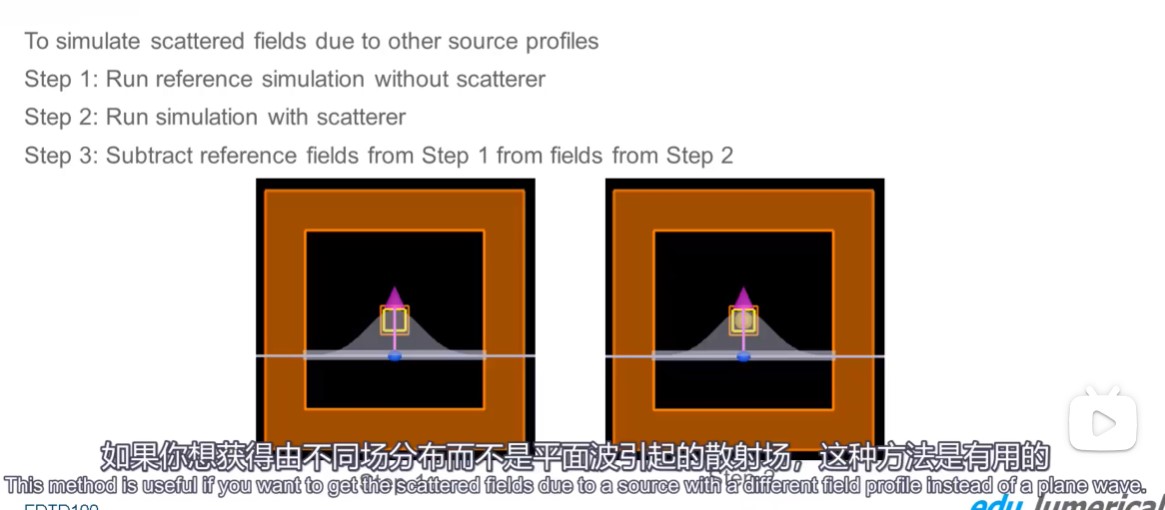 To simulate scattered fields due to other source profiles
Step 1: Run reference simulation without scatterer
Step 2: Run simulation with scatterer
Step 3: Subtract reference fields from Step 1 from fields from Step 2
如果你想获得由不同场分布而不是平面波引起的散射场，这种方法是有用的
This method is useful if you want to get the scattered fields due to a source with a different field profile instead of a plane wave.
edu.lumerical